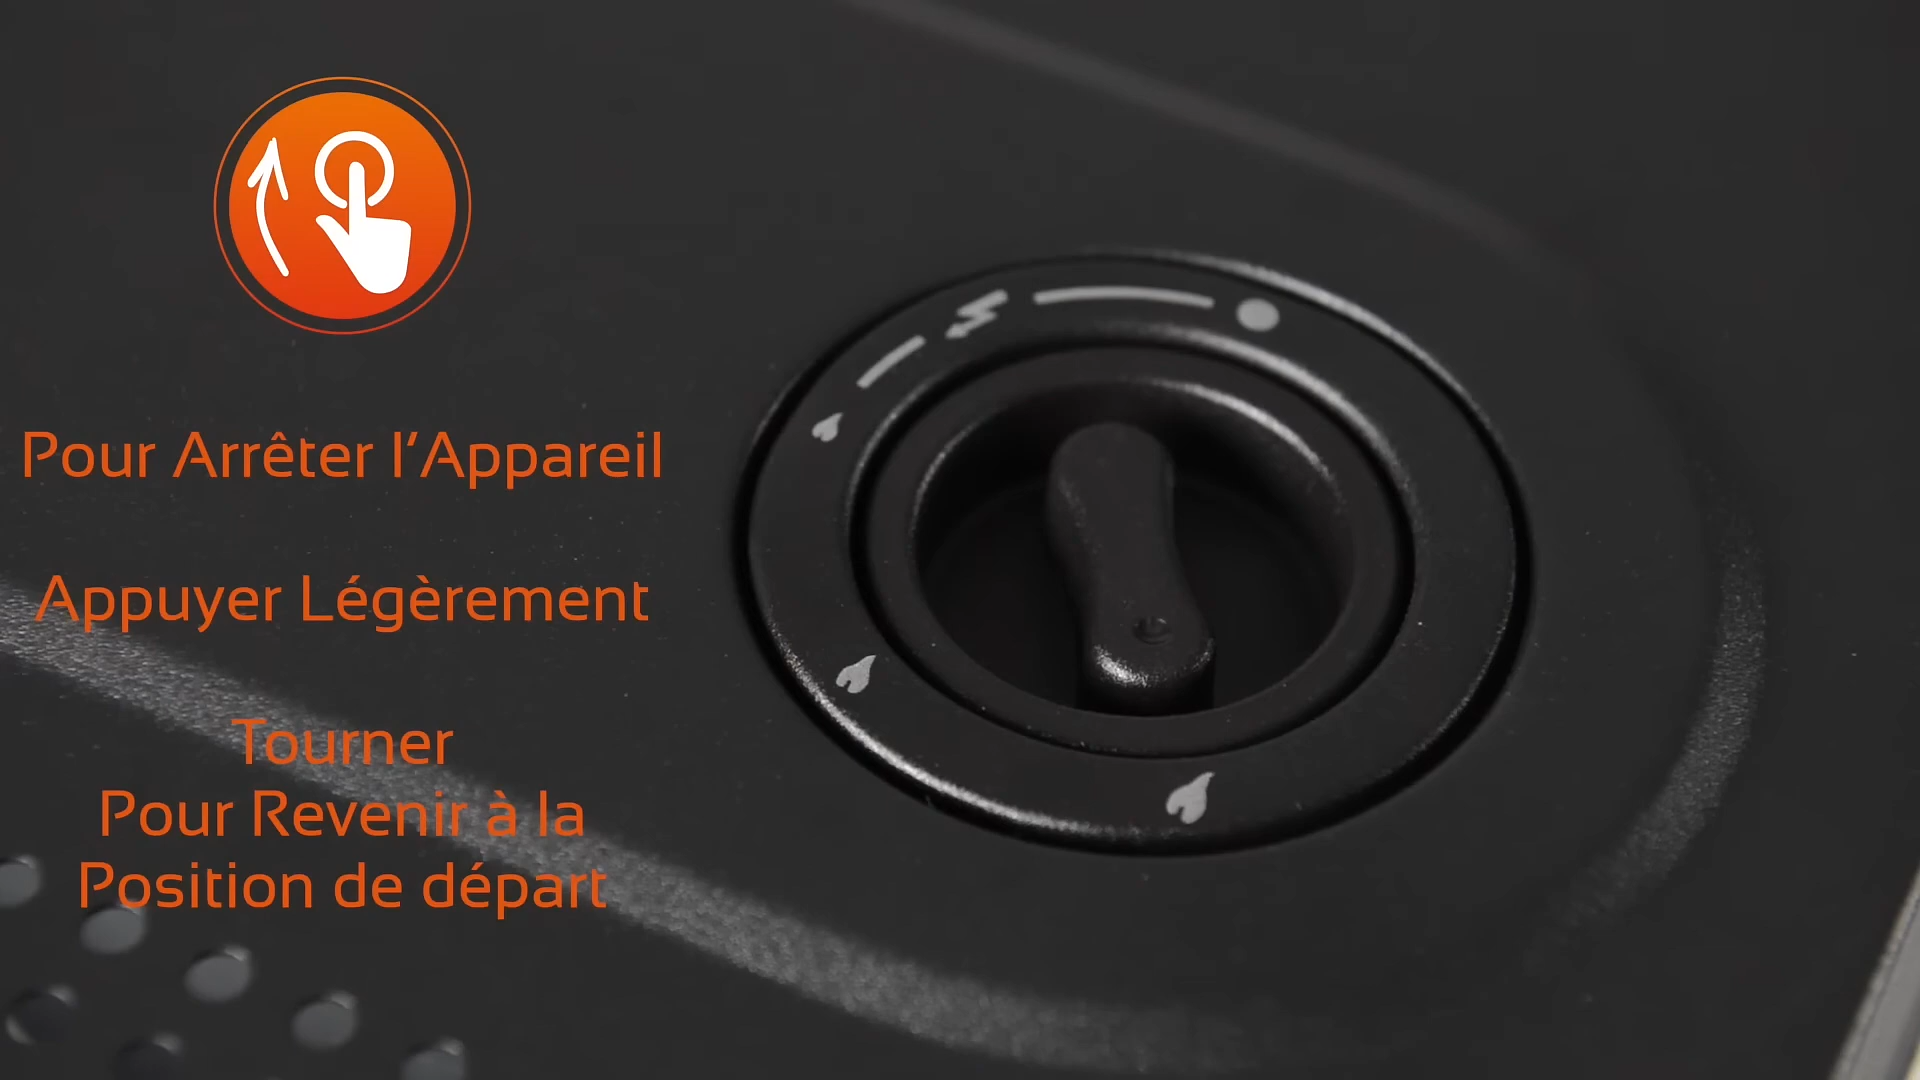 Pour Arrêter l’Appareil
Appuyer Légèrement
Tourner
Pour Revenir à la
Position de départ